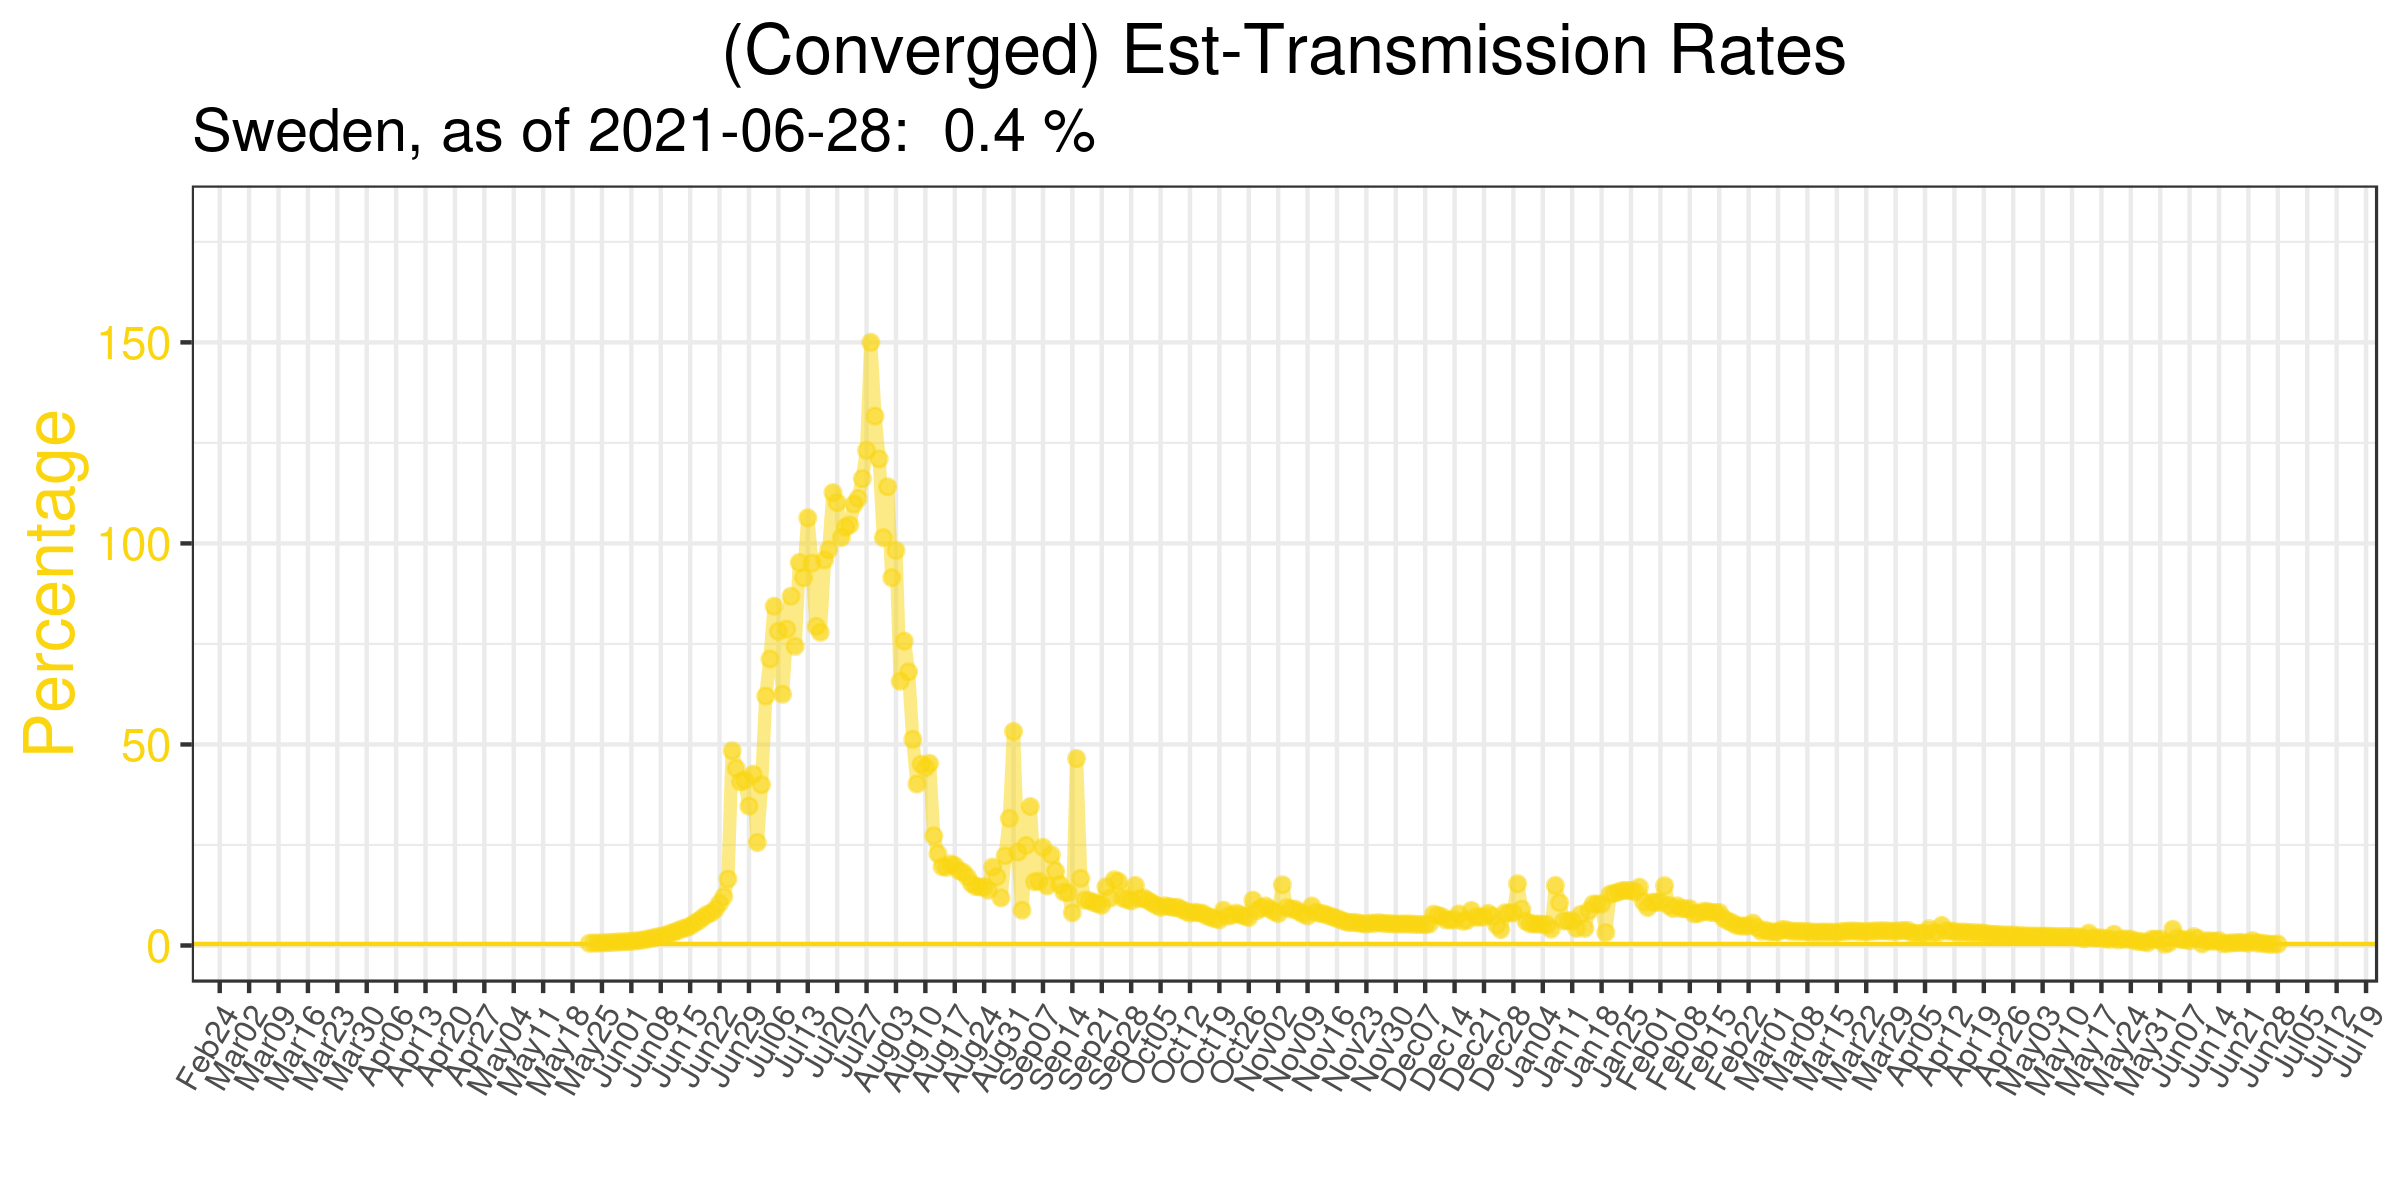 (Converged) Est-Transmission Rates
Sweden, as of 2021-06-28: 0.4 %
Percentage
150
100
50
0
Feb24
Mar02
Mar09
Mar16
Mar23
Mar30
Apr06
Apr13
Apr20
Apr27
May04
May11
May18
May25
Jun01
Jun08
Jun15
Jun22
Jun29
Jul06
Jul13
Jul20
Jul27
Aug03
Aug10
Aug17
Aug24
Aug31
Sep07
Sep14
Sep21
Sep28
Oct05
Oct12
Oct19
Oct26
Nov02
Nov09
Nov16
Nov23
Nov30
Dec07
Dec14
Dec21
Dec28
Jan04
Jan11
Jan18
Jan25
Feb01
Feb08
Feb15
Feb22
Mar01
Mar08
Mar15
Mar22
Mar29
Apr05
Apr12
Apr19
Apr26
May03
May10
May17
May24
May31
Jun07
Jun14
Jun21
Jun28
Jul05
Jul12
Jul19